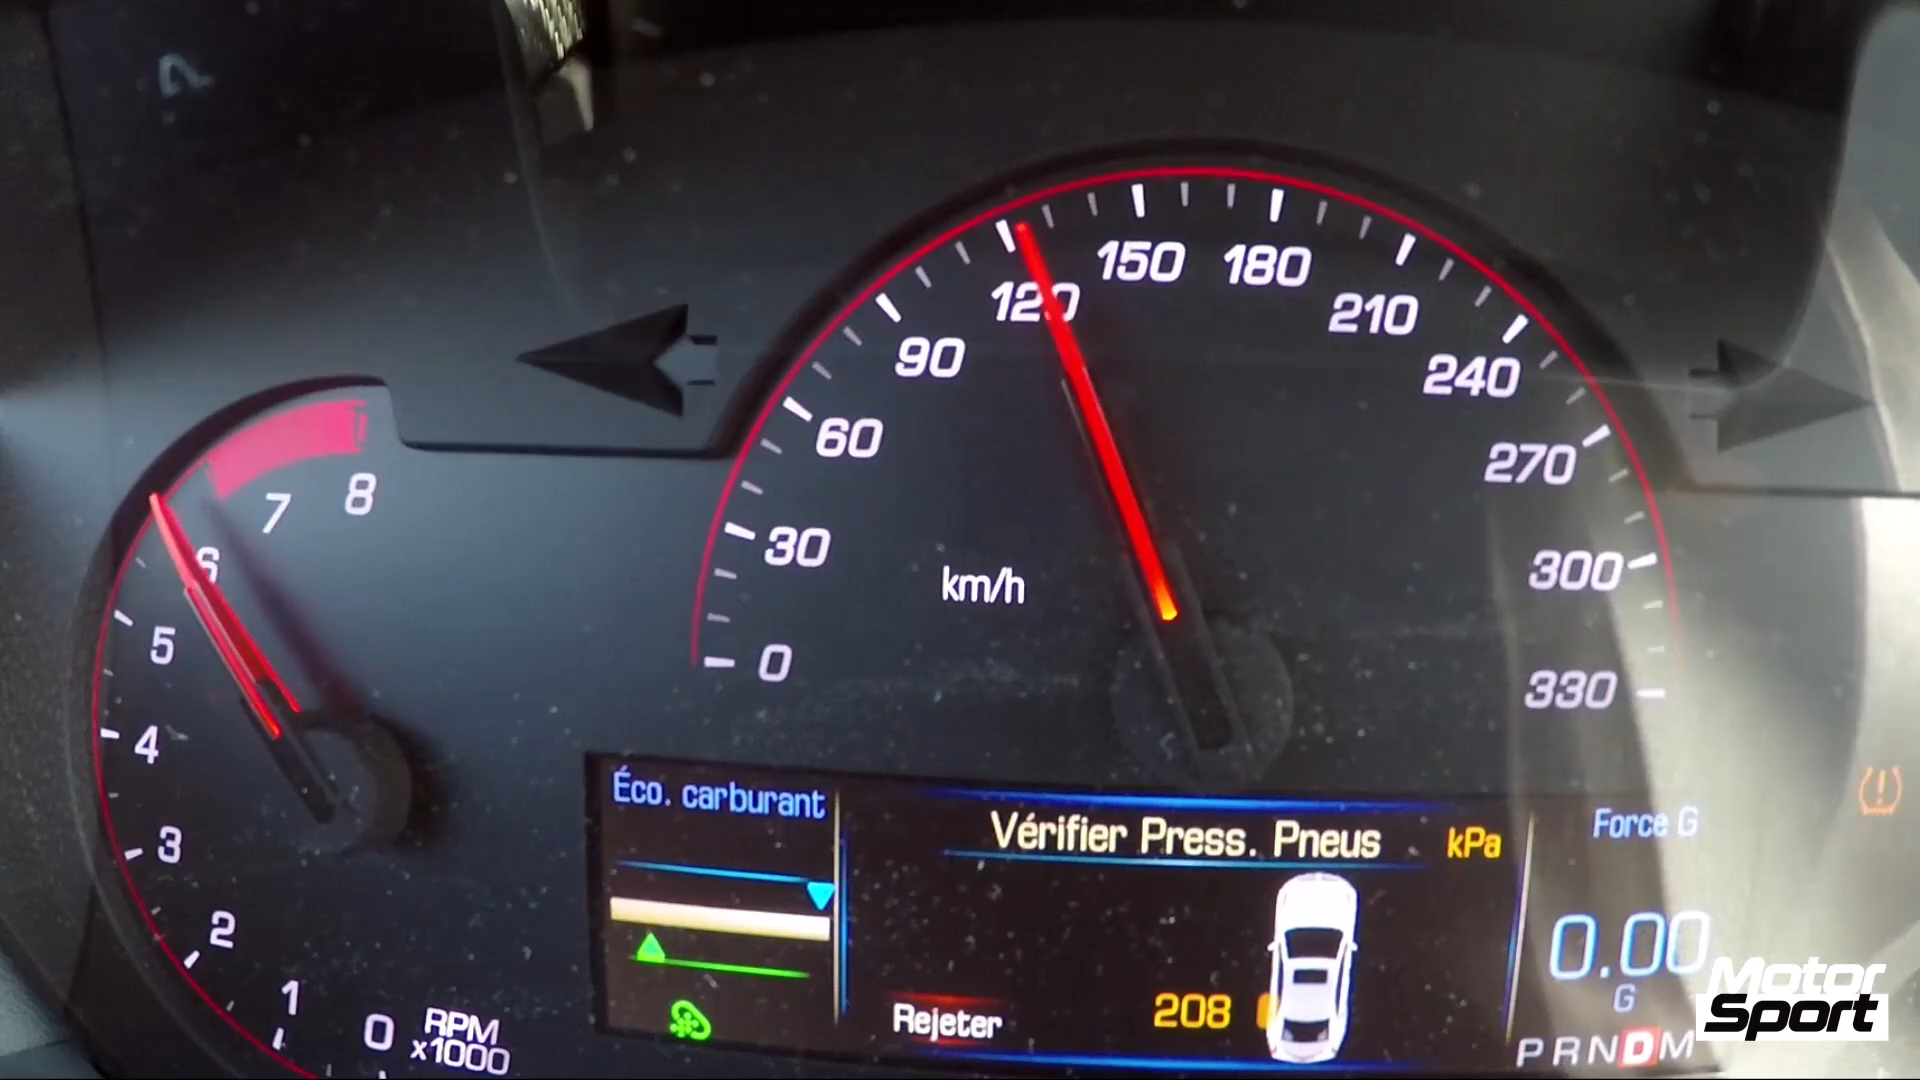 0
30
60
90
120
150
180
210
240
270
300
330
km/h
0
1
2
3
4
5
6
7
8
RPM
x1000
Éco. carburant
Vérifier Press. Pneus
kPa
Rejeter
208
Force G
0.00
G
PRNDM
Motor
Sport